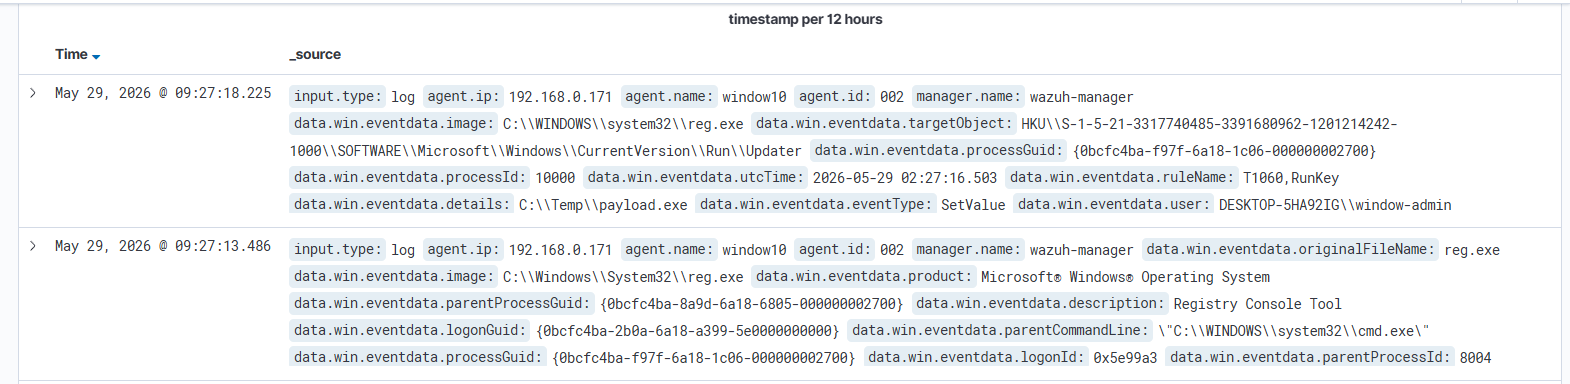 timestamp per 12 hours
Time _source
May 29, 2026 @ 09:27:18.225 input.type: log agent.ip: 192.168.0.171 agent.name: window10 agent.id: 002 manager.name: wazuh-manager
data.win.eventdata.image: C:\\WINDOWS\\system32\\reg.exe data.win.eventdata.targetObject: HKU\\S-1-5-21-3317740485-3391680962-1201214242-
1000\\SOFTWARE\\Microsoft\\Windows\\CurrentVersion\\Run\\Updater data.win.eventdata.processGuid: {0bcfc4ba-f97f-6a18-1c06-000000002700}
data.win.eventdata.processId: 10000 data.win.eventdata.utcTime: 2026-05-29 02:27:16.503 data.win.eventdata.ruleName: T1060,RunKey
data.win.eventdata.details: C:\\Temp\\payload.exe data.win.eventdata.eventType: SetValue data.win.eventdata.user: DESKTOP-5HA92IG\\window-admin
May 29, 2026 @ 09:27:13.486 input.type: log agent.ip: 192.168.0.171 agent.name: window10 agent.id: 002 manager.name: wazuh-manager data.win.eventdata.originalFileName: reg.exe
data.win.eventdata.image: C:\\Windows\\System32\\reg.exe data.win.eventdata.product: Microsoft® Windows® Operating System
data.win.eventdata.parentProcessGuid: {0bcfc4ba-8a9d-6a18-6805-000000002700} data.win.eventdata.description: Registry Console Tool
data.win.eventdata.logonGuid: {0bcfc4ba-2b0a-6a18-a399-5e0000000000} data.win.eventdata.parentCommandLine: \"C:\\WINDOWS\\system32\\cmd.exe\"
data.win.eventdata.processGuid: {0bcfc4ba-f97f-6a18-1c06-000000002700} data.win.eventdata.logonId: 0x5e99a3 data.win.eventdata.parentProcessId: 8004